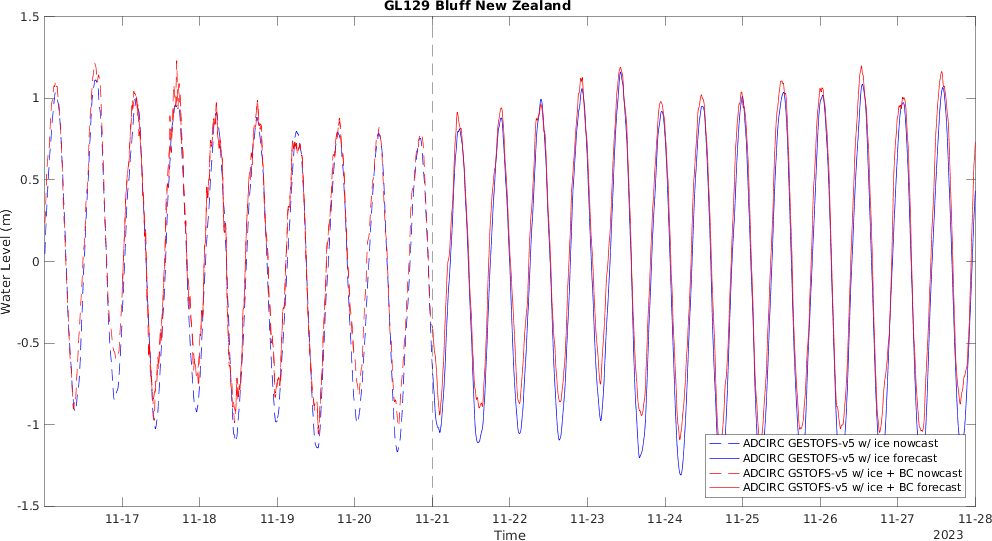 GL129 Bluff New Zealand
Water Level (m)
1.5
1
0.5
0
-0.5
-1
-1.5
ADCIRC GESTOFS-v5 w/ ice nowcast
ADCIRC GESTOFS-v5 w/ ice forecast
ADCIRC GSTOFS-v5 w/ ice + BC nowcast
ADCIRC GSTOFS-v5 w/ ice + BC forecast
11-17 11-18 11-19 11-20 11-21 11-22 11-23 11-24 11-25 11-26 11-27 11-28
Time
2023